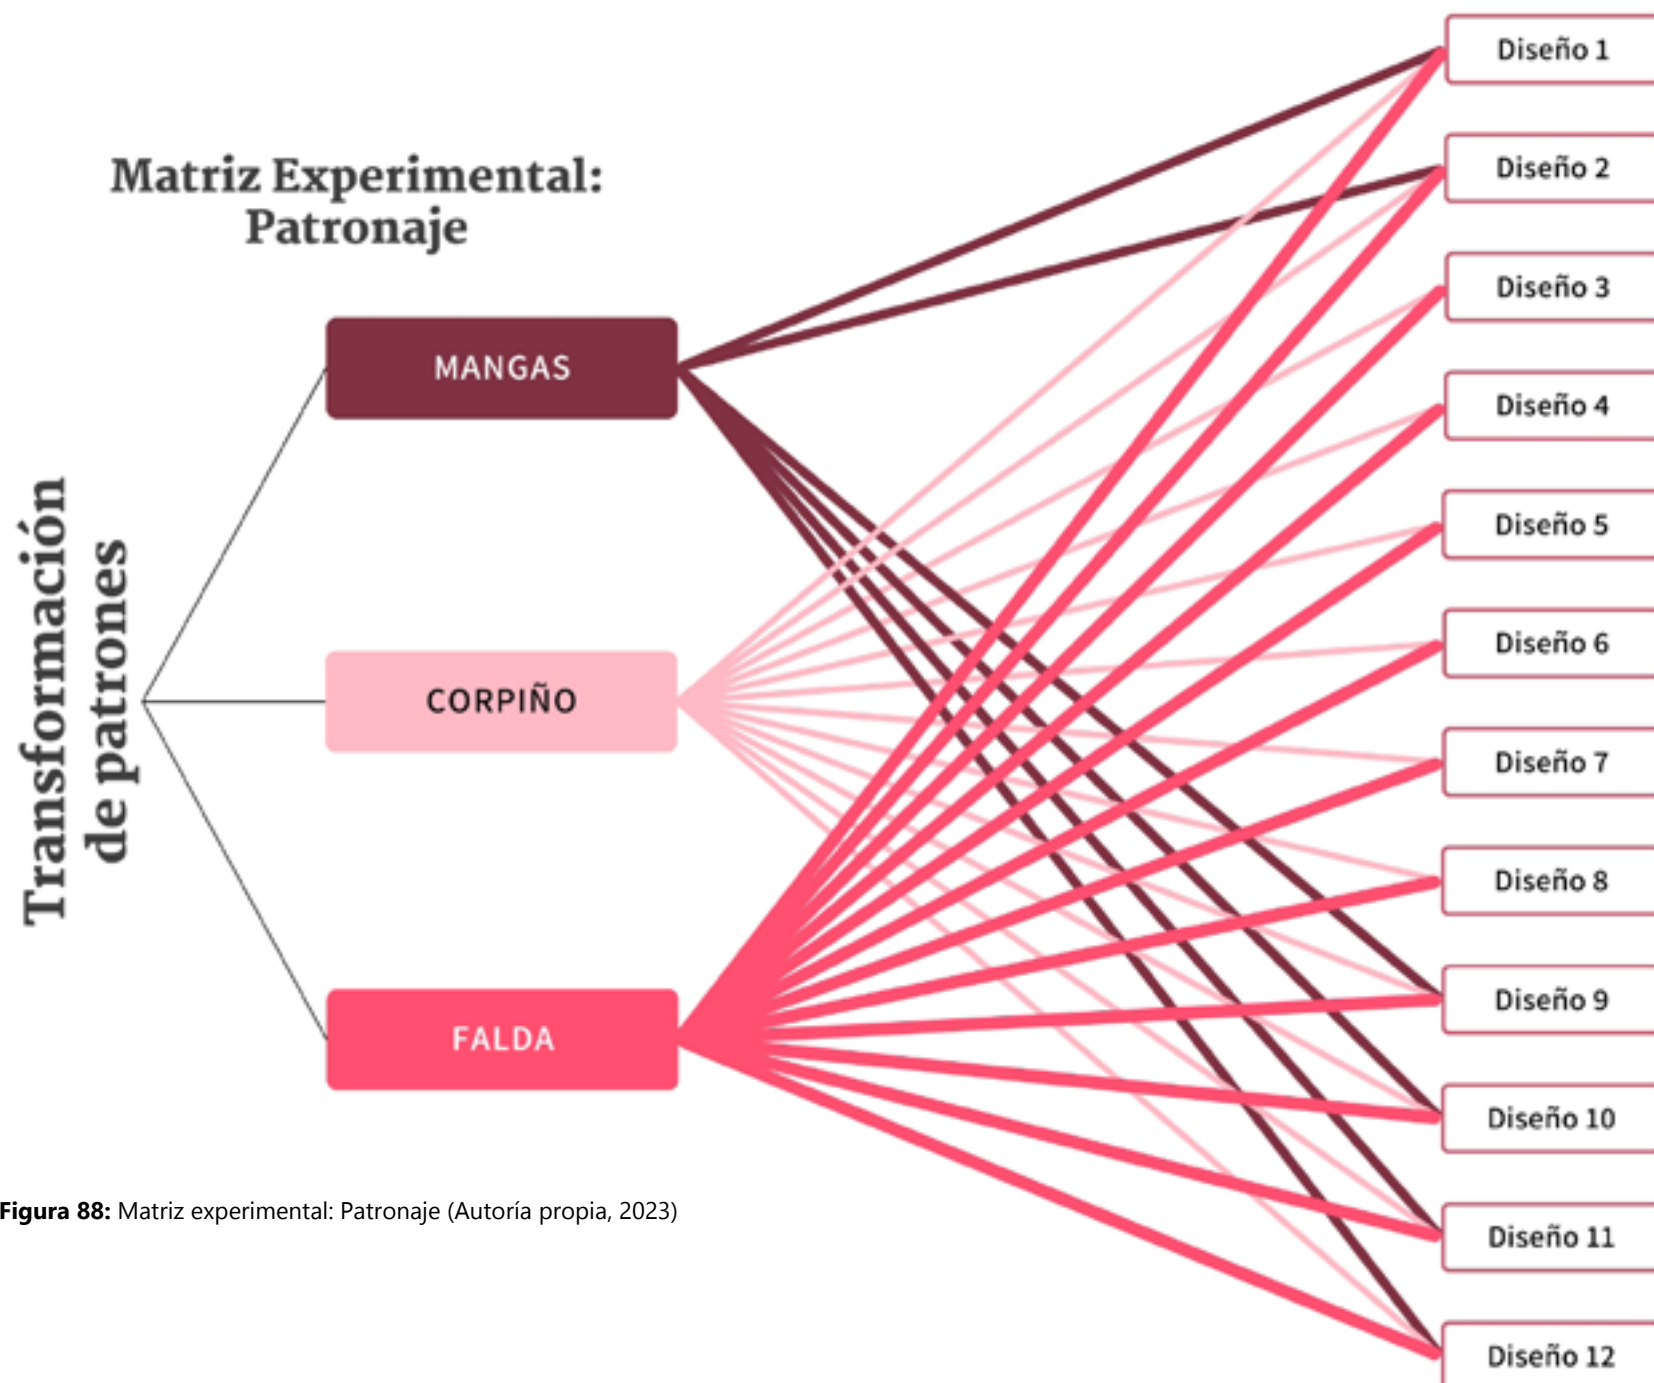 Matriz Experimental:
Patronaje
Transformación
de patrones
MANGAS
CORPIÑO
FALDA
Diseño 1
Diseño 2
Diseño 3
Diseño 4
Diseño 5
Diseño 6
Diseño 7
Diseño 8
Diseño 9
Diseño 10
Diseño 11
Diseño 12
Figura 88: Matriz experimental: Patronaje (Autoría propia, 2023)